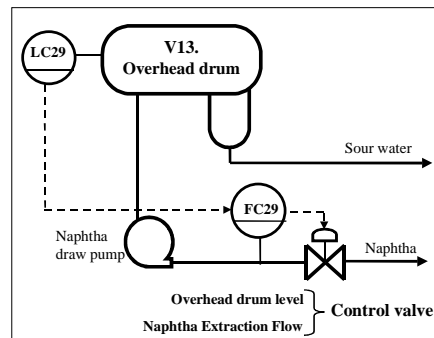 LC29
V13.
Overhead drum
Sour water
FC29
Naphtha
draw pump
Naphtha
Overhead drum level
Naphtha Extraction Flow
Control valve